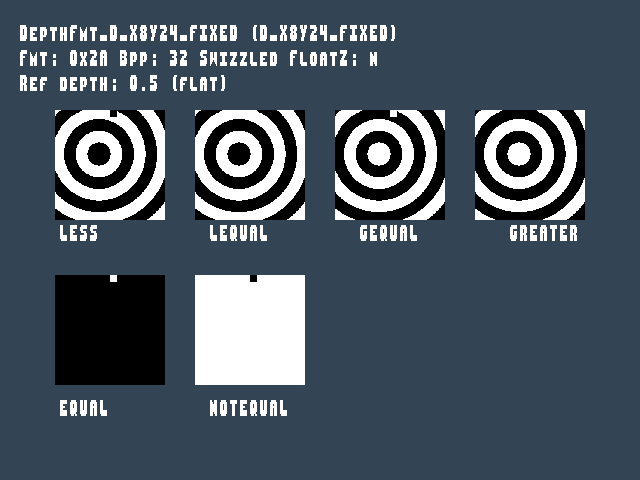 DepthFmt_D_X8Y24_FIXED (D_X8Y24_FIXED)
Fmt: 0x2A Bpp: 32 Swizzled FloatZ: N
Ref depth: 0.5 (flat)
LESS LEQUAL GEQUAL GREATER
EQUAL NOTEQUAL